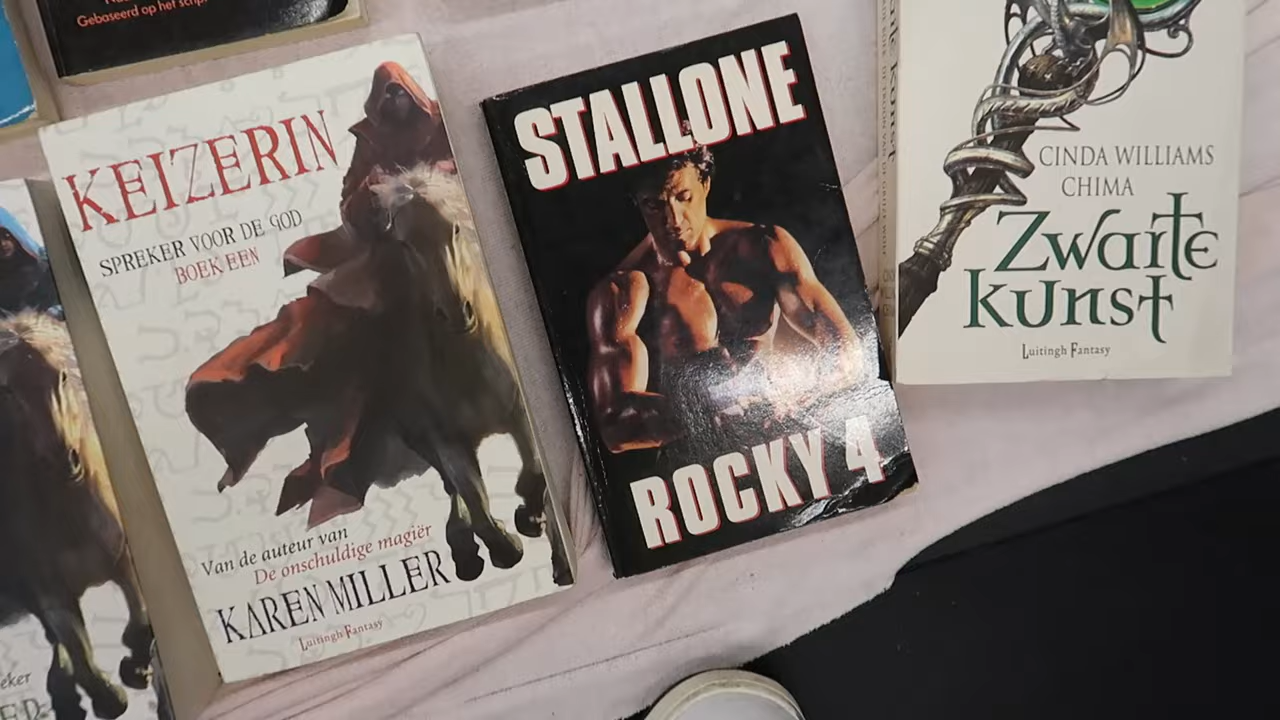 Gebaseerd op het script
KEIZERIN
SPREKER VOOR DE GOD
BOEK EEN
Van de auteur van
De onschuldige magiër
KAREN MILLER
Luitingh Fantasy
STALLONE
ROCKY 4
CINDA WILLIAMS
CHIMA
Zwarte
kunst
Luitingh Fantasy